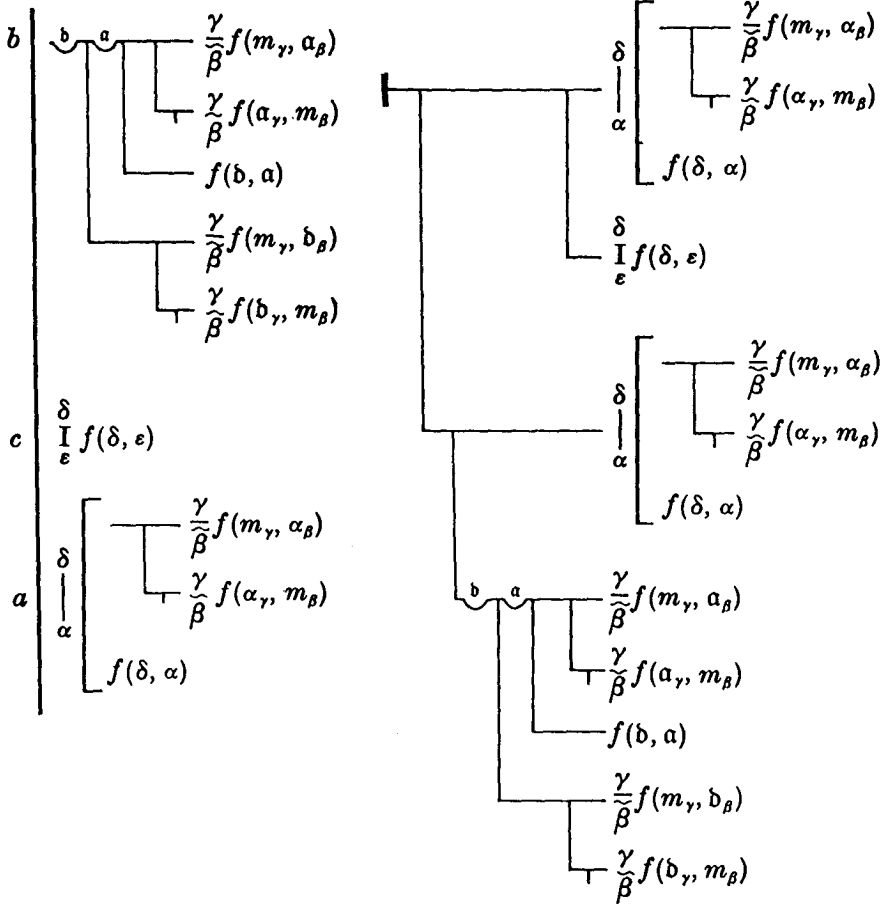 b
𝔡 𝔞
γ
β̃ f(m_γ, 𝔞_β)
γ
β̃ f(𝔞_γ, m_β)
f(𝔡, 𝔞)
γ
β̃ f(m_γ, 𝔡_β)
γ
β̃ f(𝔡_γ, m_β)
c
δ
I f(δ, ε)
ε
a
δ
α
γ
β̃ f(m_γ, α_β)
γ
β̃ f(α_γ, m_β)
f(δ, α)
δ
α
γ
β̃ f(m_γ, α_β)
γ
β̃ f(α_γ, m_β)
f(δ, α)
δ
I f(δ, ε)
ε
δ
α
γ
β̃ f(m_γ, α_β)
γ
β̃ f(α_γ, m_β)
f(δ, α)
𝔡 𝔞
γ
β̃ f(m_γ, 𝔞_β)
γ
β̃ f(𝔞_γ, m_β)
f(𝔡, 𝔞)
γ
β̃ f(m_γ, 𝔡_β)
γ
β̃ f(𝔡_γ, m_β)